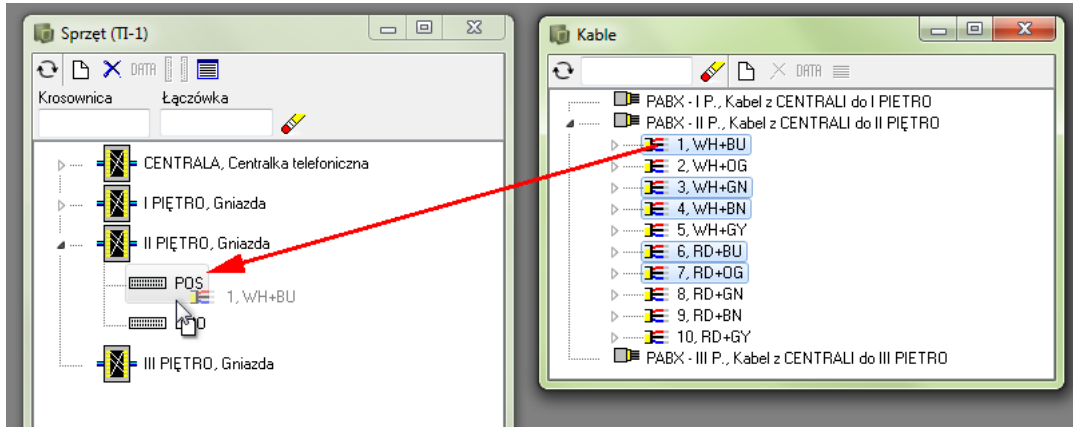 Sprzęt (TI-1)
DATA
Krosownica Łączówka
CENTRALA, Centralka telefoniczna
I PIĘTRO, Gniazda
II PIĘTRO, Gniazda
POS
1, WH+BU
III PIĘTRO, Gniazda
Kable
DATA
PABX - I P., Kabel z CENTRALI do I PIETRO
PABX - II P., Kabel z CENTRALI do II PIĘTRO
1, WH+BU
2, WH+OG
3, WH+GN
4, WH+BN
5, WH+GY
6, RD+BU
7, RD+OG
8, RD+GN
9, RD+BN
10, RD+GY
PABX - III P., Kabel z CENTRALI do III PIETRO